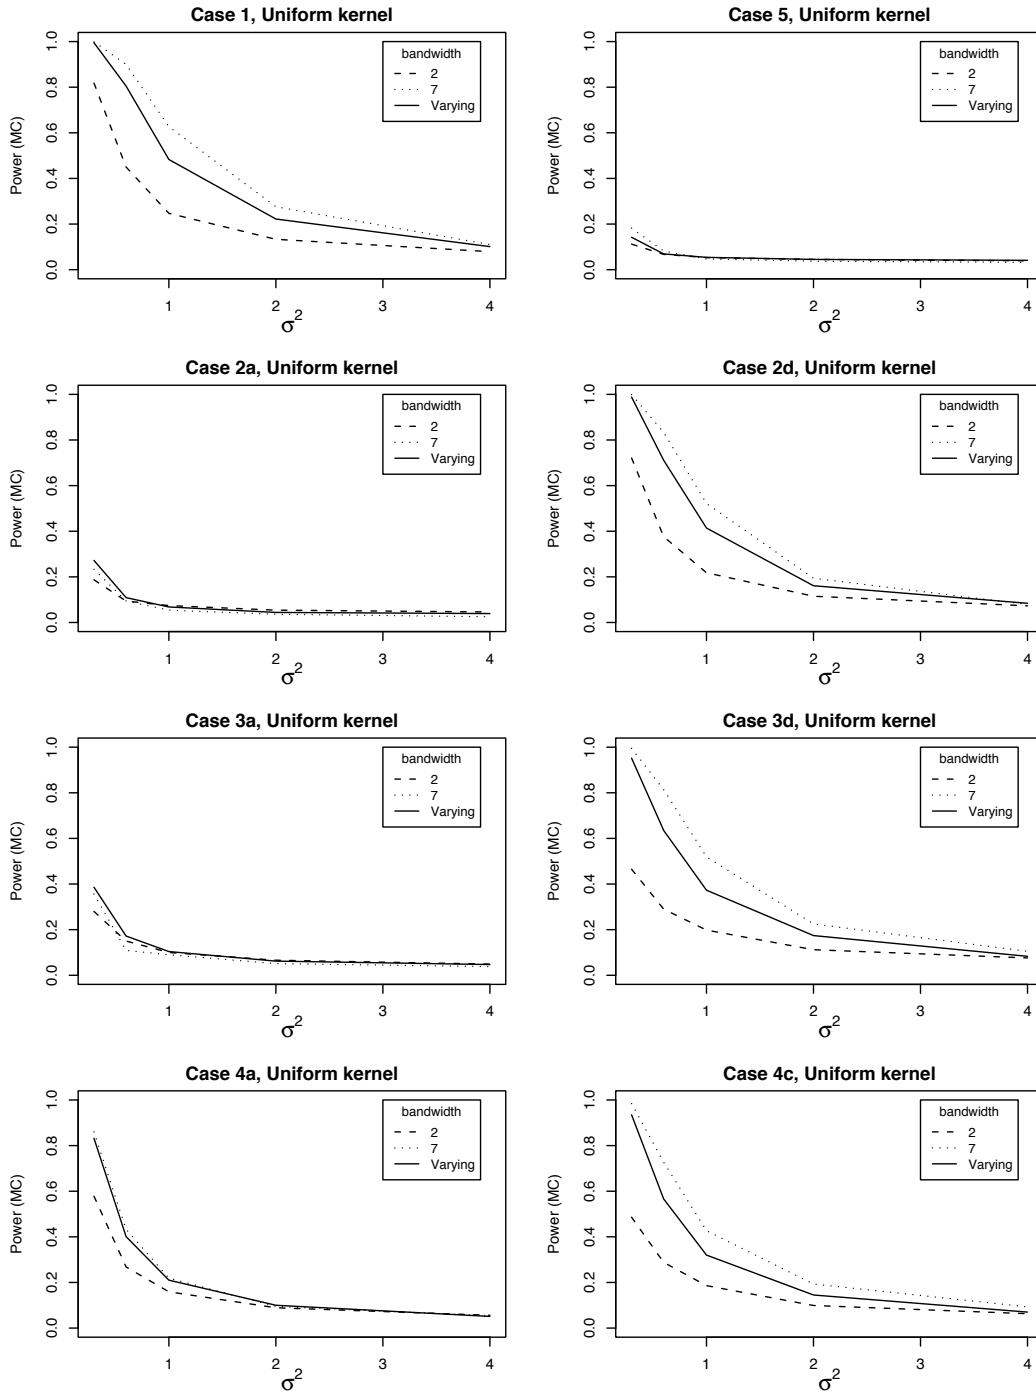 Case 1, Uniform kernel
Power (MC)
0.0 0.2 0.4 0.6 0.8 1.0
bandwidth
2
7
Varying
1 2 3 4
σ2
Case 5, Uniform kernel
Power (MC)
0.0 0.2 0.4 0.6 0.8 1.0
bandwidth
2
7
Varying
1 2 3 4
σ2
Case 2a, Uniform kernel
Power (MC)
0.0 0.2 0.4 0.6 0.8 1.0
bandwidth
2
7
Varying
1 2 3 4
σ2
Case 2d, Uniform kernel
Power (MC)
0.0 0.2 0.4 0.6 0.8 1.0
bandwidth
2
7
Varying
1 2 3 4
σ2
Case 3a, Uniform kernel
Power (MC)
0.0 0.2 0.4 0.6 0.8 1.0
bandwidth
2
7
Varying
1 2 3 4
σ2
Case 3d, Uniform kernel
Power (MC)
0.0 0.2 0.4 0.6 0.8 1.0
bandwidth
2
7
Varying
1 2 3 4
σ2
Case 4a, Uniform kernel
Power (MC)
0.0 0.2 0.4 0.6 0.8 1.0
bandwidth
2
7
Varying
1 2 3 4
σ2
Case 4c, Uniform kernel
Power (MC)
0.0 0.2 0.4 0.6 0.8 1.0
bandwidth
2
7
Varying
1 2 3 4
σ2